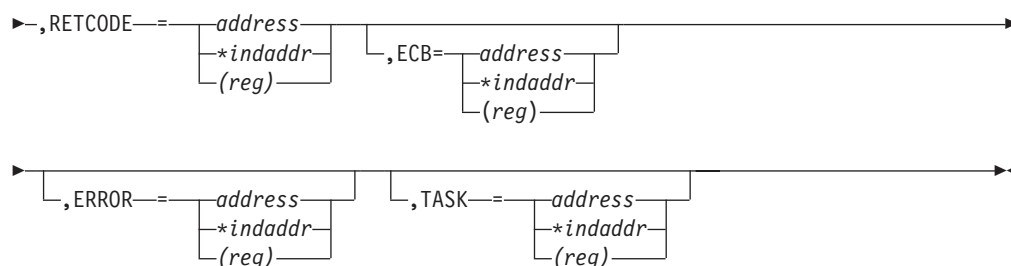 ,RETCODE = address ,ECB= address
*indaddr *indaddr
(reg) (reg)
,ERROR = address ,TASK = address
*indaddr *indaddr
(reg) (reg)